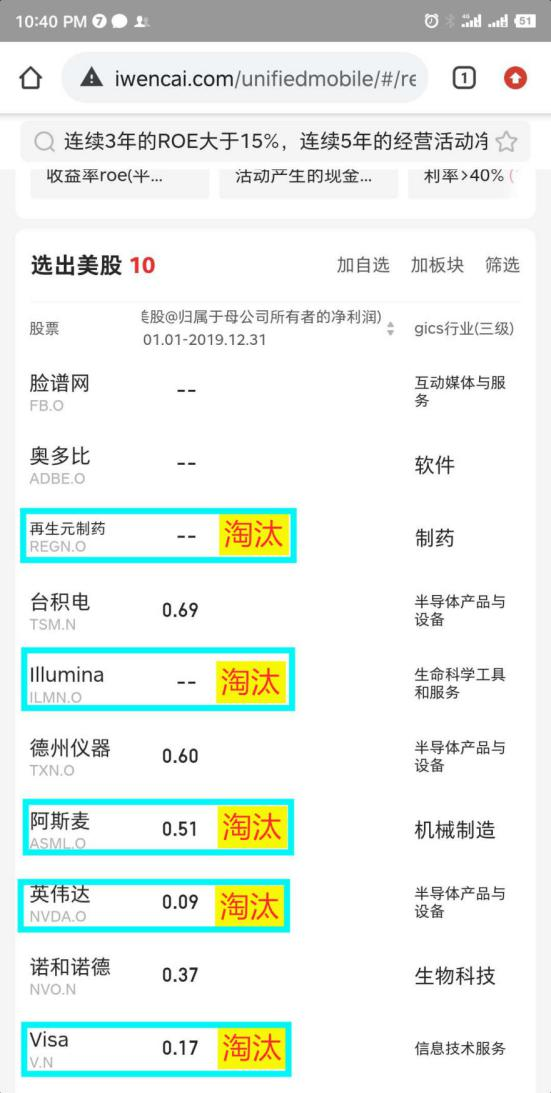 10:40 PM 7
4G 51
iwencai.com/unifiedmobile/#/re
1
连续3年的ROE大于15%，连续5年的经营活动净
收益率roe(平...
活动产生的现金...
利率>40% (
选出美股 10
加自选 加板块 筛选
股票
股@归属于母公司所有者的净利润)
01.01-2019.12.31
gics行业(三级)
脸谱网
FB.O
--
互动媒体与服
务
奥多比
ADBE.O
--
软件
再生元制药
REGN.O
--
淘汰
制药
台积电
TSM.N
0.69
半导体产品与
设备
Illumina
ILMN.O
--
淘汰
生命科学工具
和服务
德州仪器
TXN.O
0.60
半导体产品与
设备
阿斯麦
ASML.O
0.51
淘汰
机械制造
英伟达
NVDA.O
0.09
淘汰
半导体产品与
设备
诺和诺德
NVO.N
0.37
生物科技
Visa
V.N
0.17
淘汰
信息技术服务